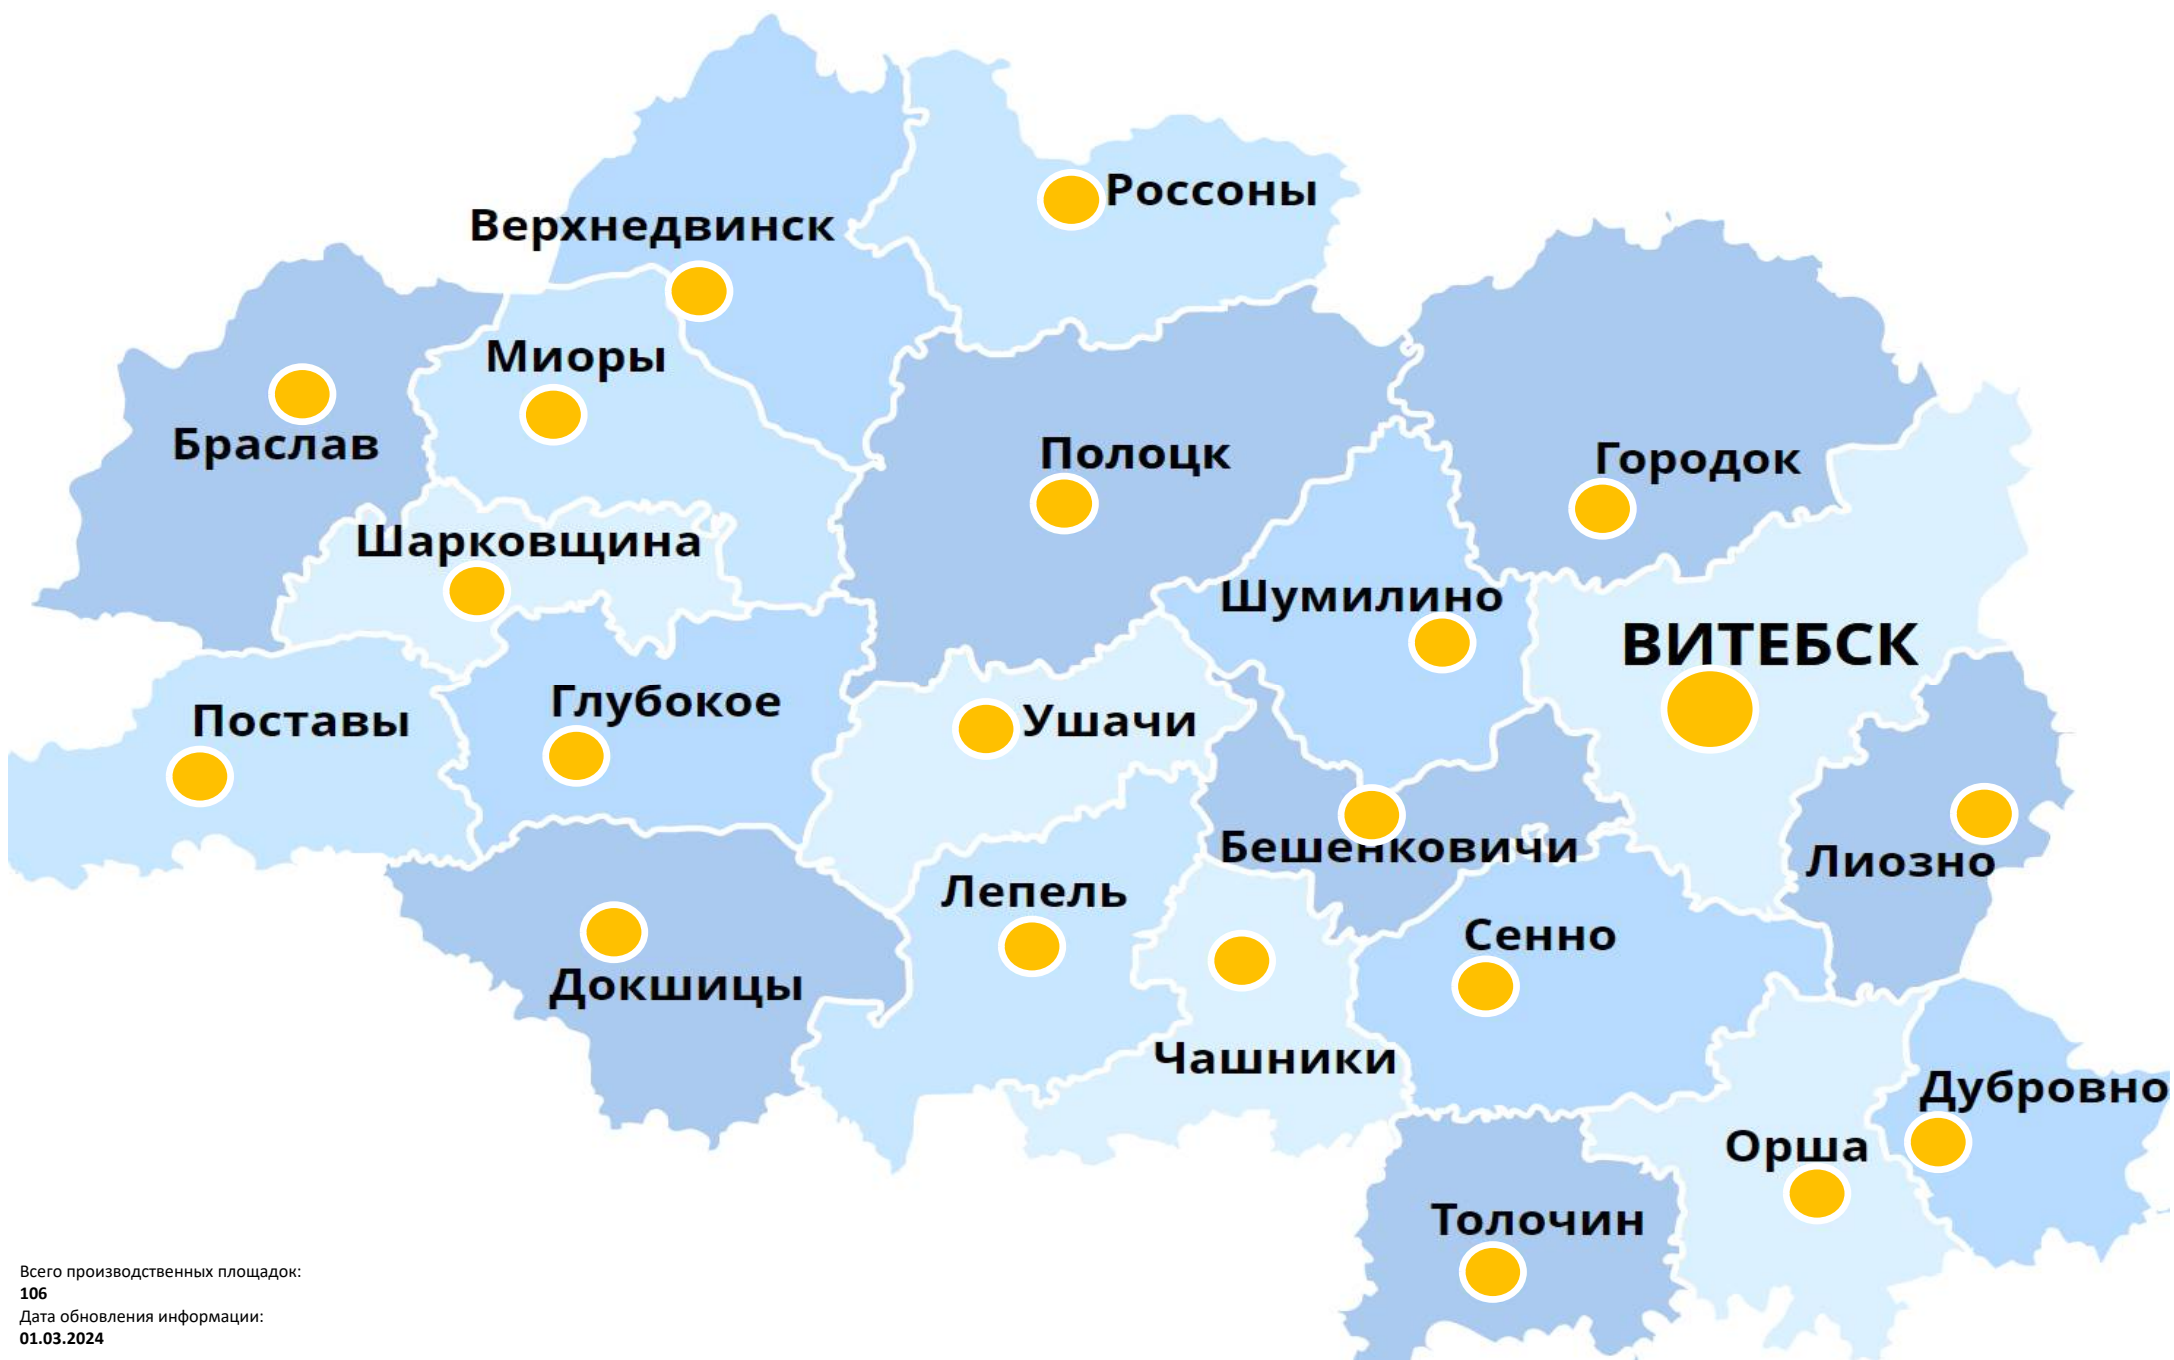 Россоны
Верхнедвинск
Миоры
Браслав
Полоцк
Городок
Шарковщина
Шумилино
ВИТЕБСК
Глубокое
Поставы
Ушачи
Бешенковичи
Лиозно
Лепель
Сенно
Докшицы
Чашники
Дубровно
Орша
Толочин
Всего производственных площадок:
106
Дата обновления информации:
01.03.2024